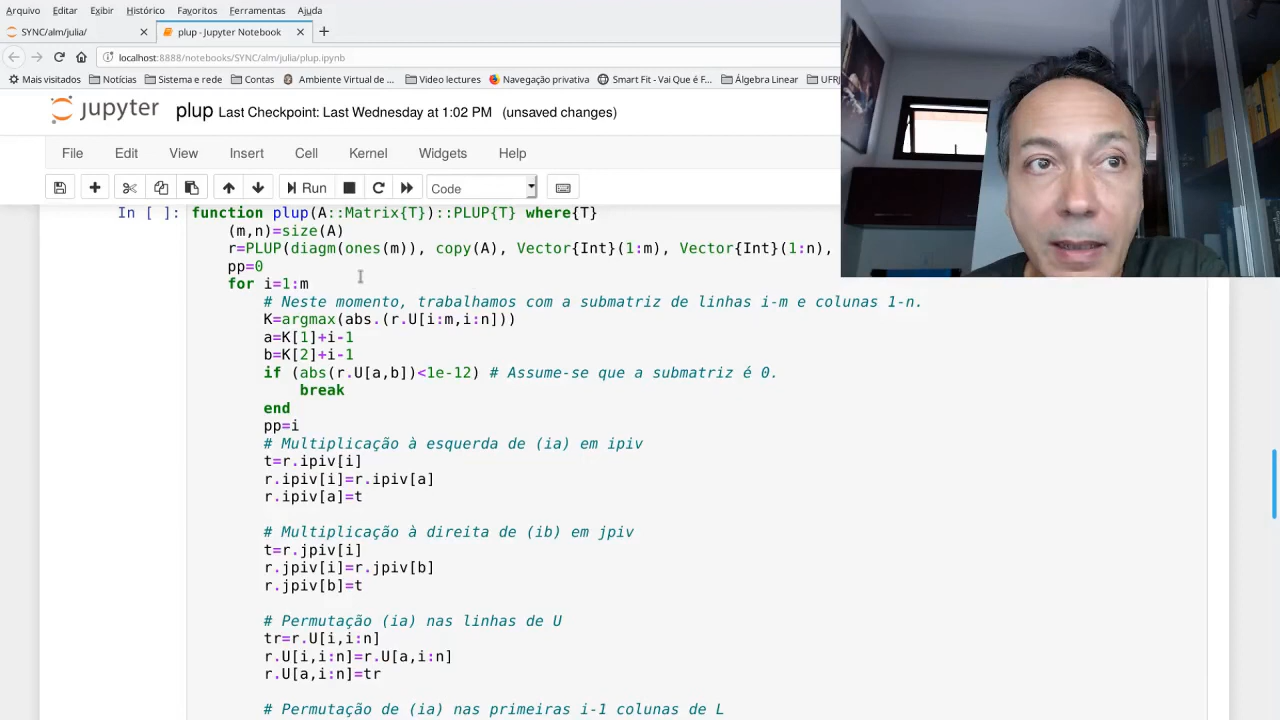 Arquivo Editar Exibir Histórico Favoritos Ferramentas Ajuda
SYNC/alm/julia/ plup - Jupyter Notebook
localhost:8888/notebooks/SYNC/alm/julia/plup.ipynb
Mais visitados Notícias Sistema e rede Contas Ambiente Virtual de ... Video lectures Navegação privativa Smart Fit - Vai Que é F... Álgebra Linear UFRJ
jupyter plup Last Checkpoint: Last Wednesday at 1:02 PM (unsaved changes)
File Edit View Insert Cell Kernel Widgets Help
Run Code
In [ ]: function plup(A::Matrix{T})::PLUP{T} where{T}
(m,n)=size(A)
r=PLUP(diagm(ones(m)), copy(A), Vector{Int}(1:m), Vector{Int}(1:n),
pp=0
for i=1:m
# Neste momento, trabalhamos com a submatriz de linhas i-m e colunas 1-n.
K=argmax(abs.(r.U[i:m,i:n]))
a=K[1]+i-1
b=K[2]+i-1
if (abs(r.U[a,b])<1e-12) # Assume-se que a submatriz é 0.
break
end
pp=i
# Multiplicação à esquerda de (ia) em ipiv
t=r.ipiv[i]
r.ipiv[i]=r.ipiv[a]
r.ipiv[a]=t
# Multiplicação à direita de (ib) em jpiv
t=r.jpiv[i]
r.jpiv[i]=r.jpiv[b]
r.jpiv[b]=t
# Permutação (ia) nas linhas de U
tr=r.U[i,i:n]
r.U[i,i:n]=r.U[a,i:n]
r.U[a,i:n]=tr
# Permutação de (ia) nas primeiras i-1 colunas de L